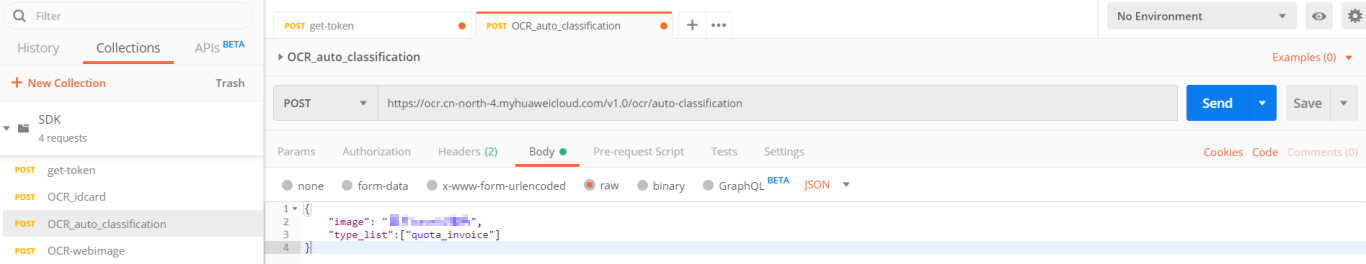 Filter
History Collections APIs BETA
+ New Collection Trash
SDK
4 requests
POST get-token
POST OCR_idcard
POST OCR_auto_classification
POST OCR-webimage
POST get-token POST OCR_auto_classification + ••• No Environment
OCR_auto_classification Examples (0)
POST https://ocr.cn-north-4.myhuaweicloud.com/v1.0/ocr/auto-classification Send Save
Params Authorization Headers (2) Body Pre-request Script Tests Settings Cookies Code Comments (0)
none form-data x-www-form-urlencoded raw binary GraphQL BETA JSON
1 {
2 "image": "",
3 "type_list":["quota_invoice"]
4 }